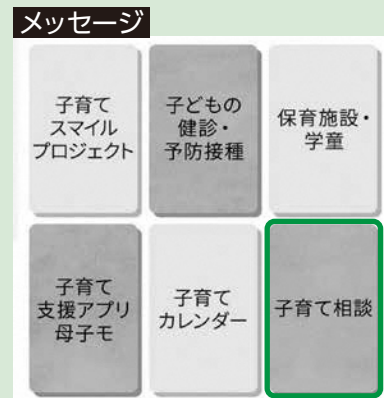 メッセージ
子育て
スマイル
プロジェクト
子どもの
健診・
予防接種
保育施設・
学童
子育て
支援アプリ
母子モ
子育て
カレンダー
子育て相談